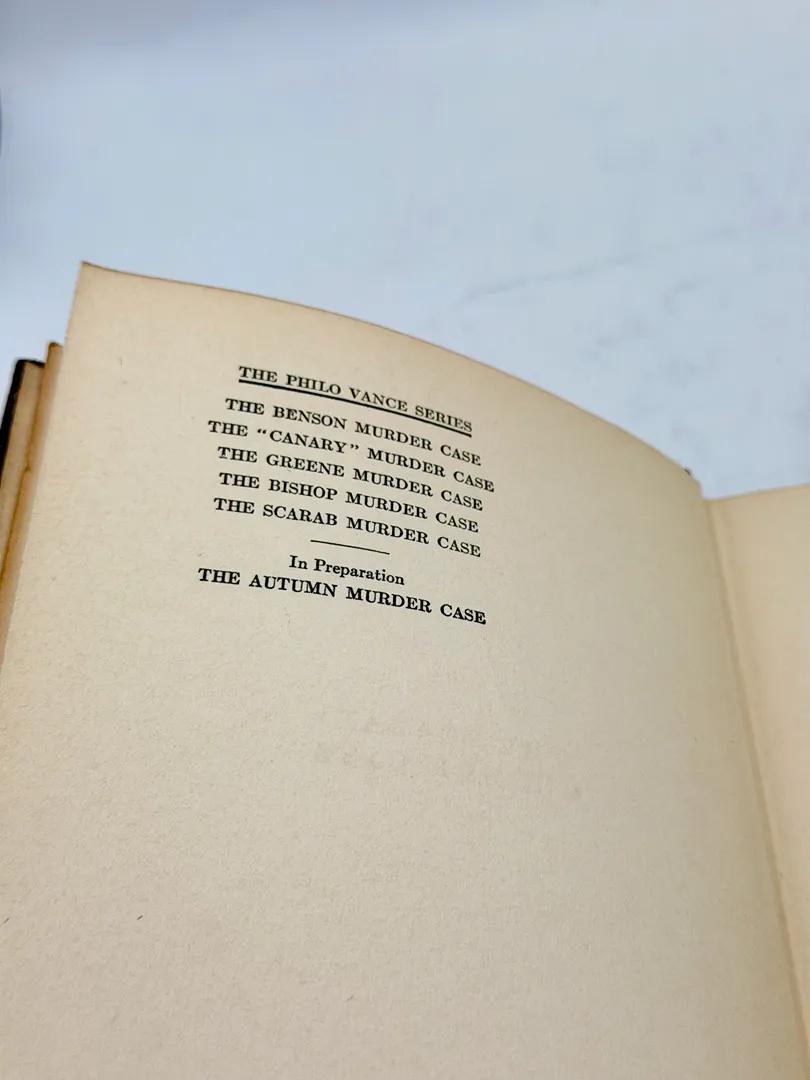 THE PHILO VANCE SERIES
THE BENSON MURDER CASE
THE "CANARY" MURDER CASE
THE GREENE MURDER CASE
THE BISHOP MURDER CASE
THE SCARAB MURDER CASE
In Preparation
THE AUTUMN MURDER CASE